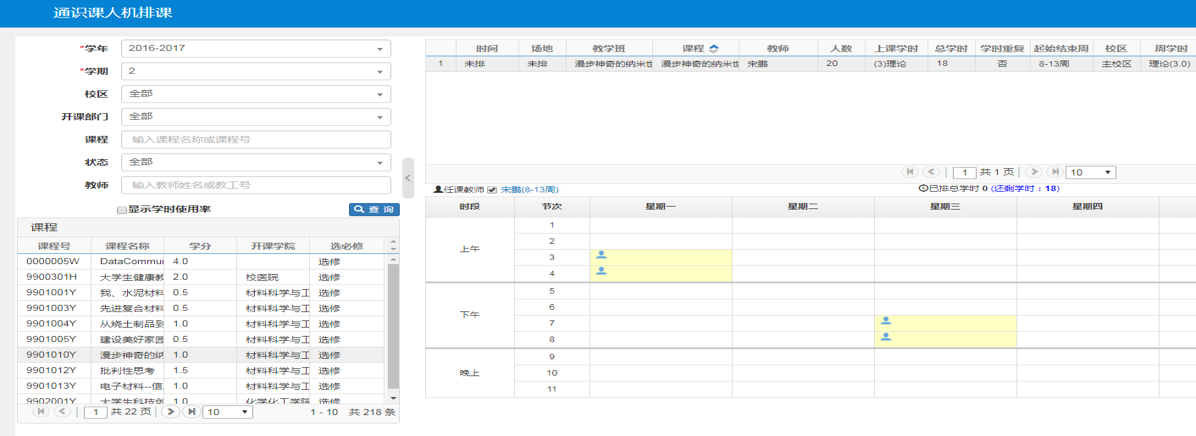 通识课人机排课
*学年 2016-2017
*学期 2
校区 全部
开课部门 全部
课程 输入课程名称或课程号
状态 全部
教师 输入教师姓名或教工号
显示学时使用率 查 询
课程
课程号 课程名称 学分 开课学院 选必修
0000005W DataCommu 4.0 选修
9900301H 大学生健康教 2.0 校医院 选修
9901001Y 我、水泥材料 0.5 材料科学与工 选修
9901003Y 先进复合材料 0.5 材料科学与工 选修
9901004Y 从烧土制品到 1.0 材料科学与工 选修
9901005Y 建设美好家园 0.5 材料科学与工 选修
9901010Y 漫步神奇的纳 1.0 材料科学与工 选修
9901012Y 批判性思考 1.5 材料科学与工 选修
9901013Y 电子材料--信 1.0 材料科学与工 选修
9902001Y 大学生科技创 1.0 化学化工学院 选修
1 共 22 页 10 1 - 10 共 218 条
时间 场地 教学班 课程 教师 人数 上课学时 总学时 学时重复 起始结束周 校区 周学时
1 未排 未排 漫步神奇的纳米世 漫步神奇的纳米世 宋鹏 20 (3)理论 18 否 8-13周 主校区 理论(3.0)
1 共 1 页 10
任课教师 宋鹏(8-13周) 已排总学时 0 (还剩学时：18)
时段 节次 星期一 星期二 星期三 星期四
上午
1
2
3
4
下午
5
6
7
8
晚上
9
10
11